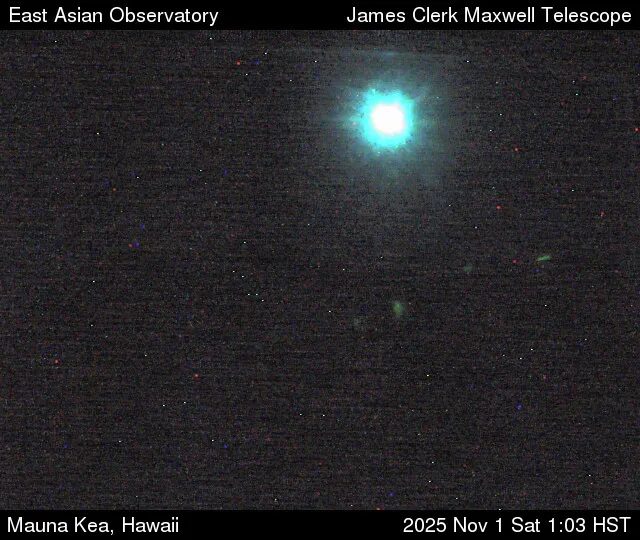 East Asian Observatory
James Clerk Maxwell Telescope
Mauna Kea, Hawaii
2025 Nov 1 Sat 1:03 HST